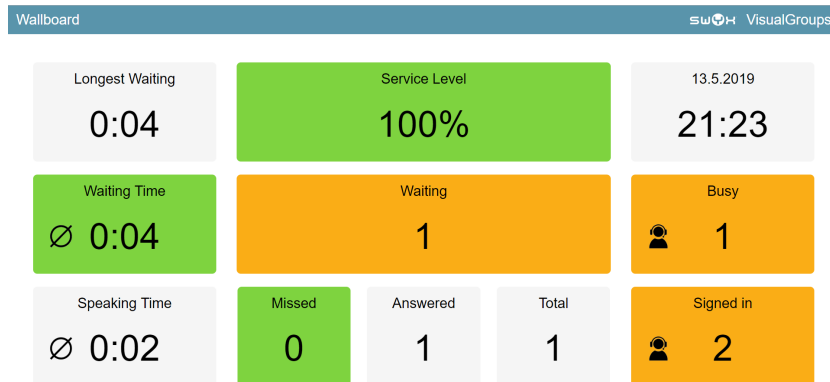 Wallboard
swyx VisualGroups
Longest Waiting
0:04
Service Level
100%
13.5.2019
21:23
Waiting Time
Ø 0:04
Waiting
1
Busy
1
Speaking Time
Ø 0:02
Missed
0
Answered
1
Total
1
Signed in
2